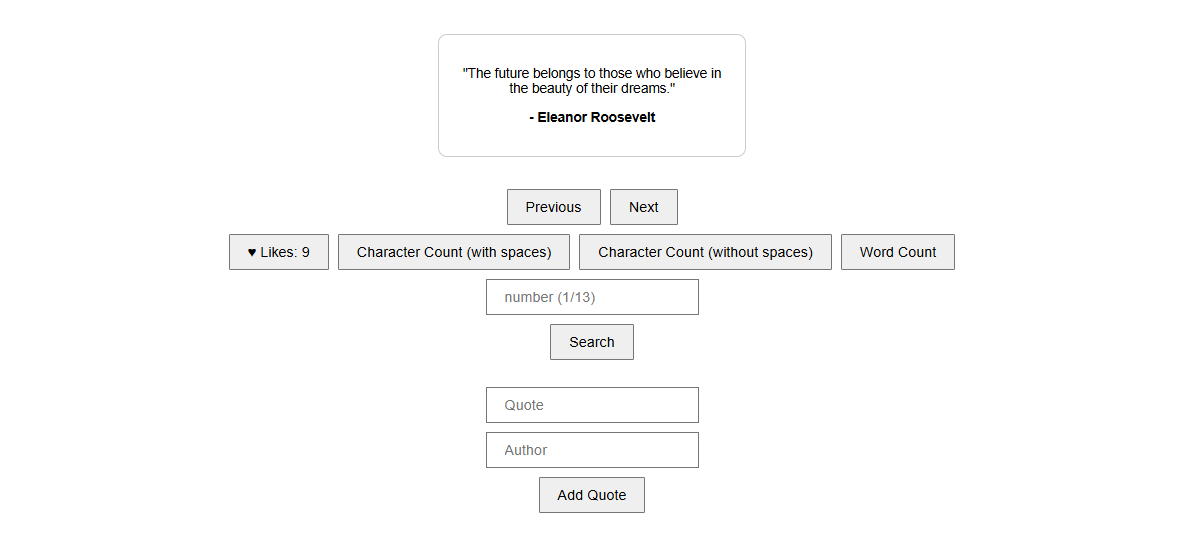 "The future belongs to those who believe in
the beauty of their dreams."
- Eleanor Roosevelt
Previous Next
♥ Likes: 9 Character Count (with spaces) Character Count (without spaces) Word Count
number (1/13)
Search
Quote
Author
Add Quote